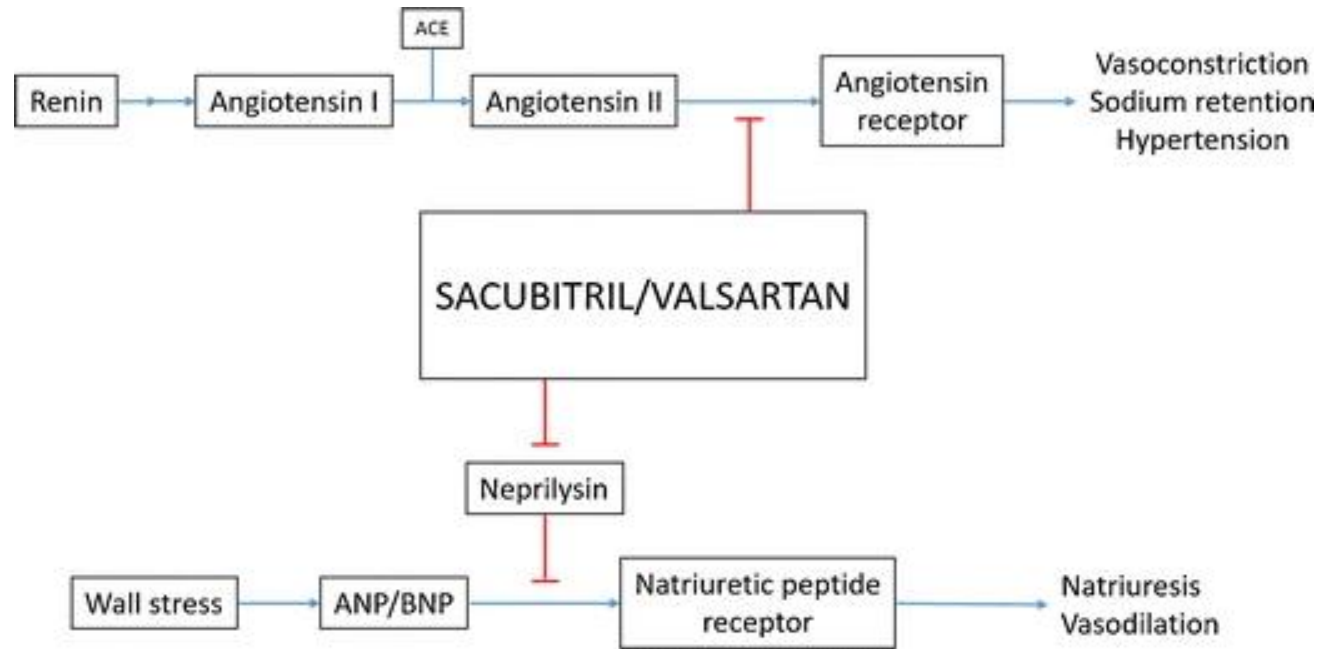 ACE
Renin
Angiotensin I
Angiotensin II
Angiotensin
receptor
Vasoconstriction
Sodium retention
Hypertension
SACUBITRIL/VALSARTAN
Neprilysin
Wall stress
ANP/BNP
Natriuretic peptide
receptor
Natriuresis
Vasodilation